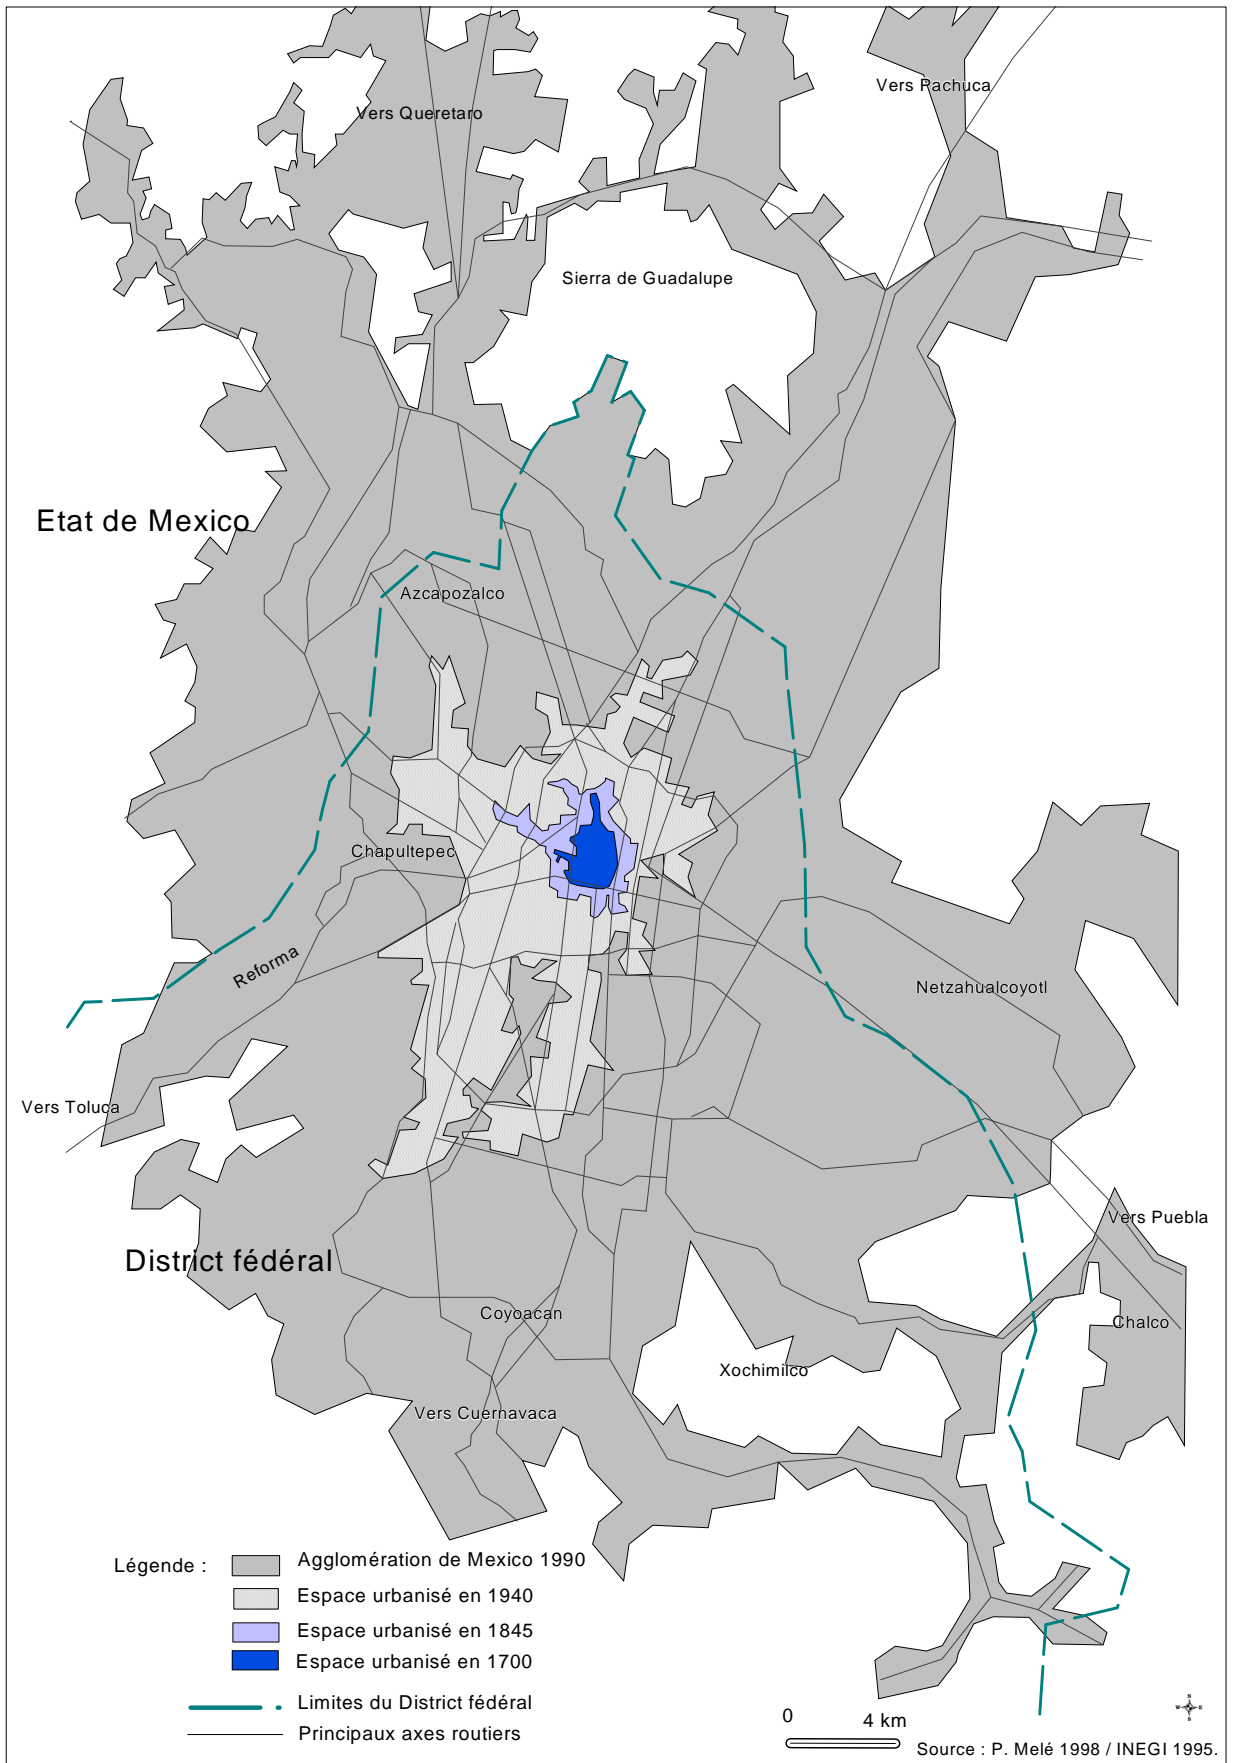 Vers Pachuca
Vers Queretaro
Sierra de Guadalupe
Etat de Mexico
Azcapozalco
Chapultepec
Reforma
Netzahualcoyotl
Vers Toluca
Vers Puebla
District fédéral
Coyoacan
Chalco
Xochimilco
Vers Cuernavaca
Légende :
Agglomération de Mexico 1990
Espace urbanisé en 1940
Espace urbanisé en 1845
Espace urbanisé en 1700
Limites du District fédéral
Principaux axes routiers
0 4 km
N
W E
S
Source : P. Melé 1998 / INEGI 1995.